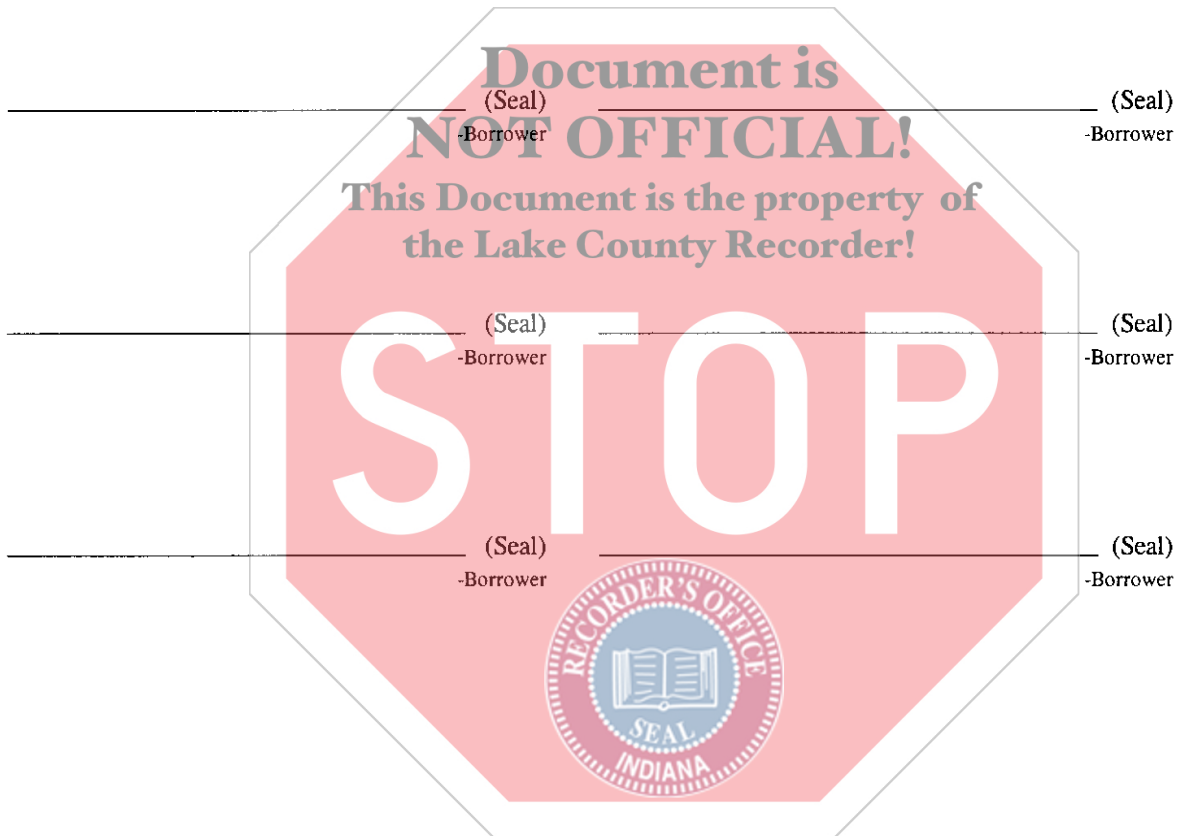 Document is
(Seal) (Seal)
-Borrower -Borrower
NOT OFFICIAL!
This Document is the property of
the Lake County Recorder!
(Seal) (Seal)
-Borrower -Borrower
STOP
(Seal) (Seal)
-Borrower -Borrower
RECORDER'S OFFICE
SEAL
INDIANA